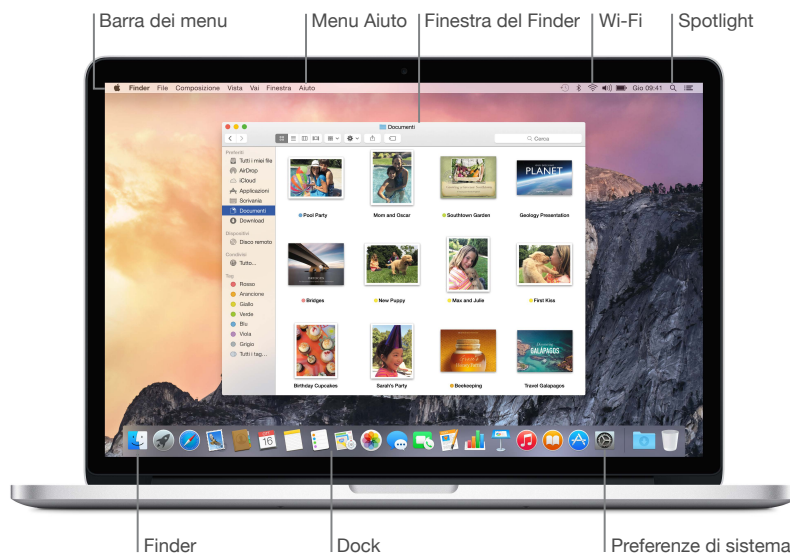 Barra dei menu
Menu Aiuto
Finestra del Finder
Wi-Fi
Spotlight
Finder File Composizione Vista Vai Finestra Aiuto
Gio 09:41
Documenti
Cerca
Preferiti
Tutti i miei file
AirDrop
iCloud
Applicazioni
Scrivania
Documenti
Download
Dispositivi
Disco remoto
Condivisi
Tutto...
Tag
Rosso
Arancione
Giallo
Verde
Blu
Viola
Grigio
Tutti i tag...
PLANET
Pool Party
Mom and Oscar
Southtown Garden
Geology Presentation
Bridges
New Puppy
Max and Julie
First Kiss
GALÁPAGOS
Birthday Cupcakes
Sarah's Party
Beekeeping
Travel Galapagos
16
Finder
Dock
Preferenze di sistema